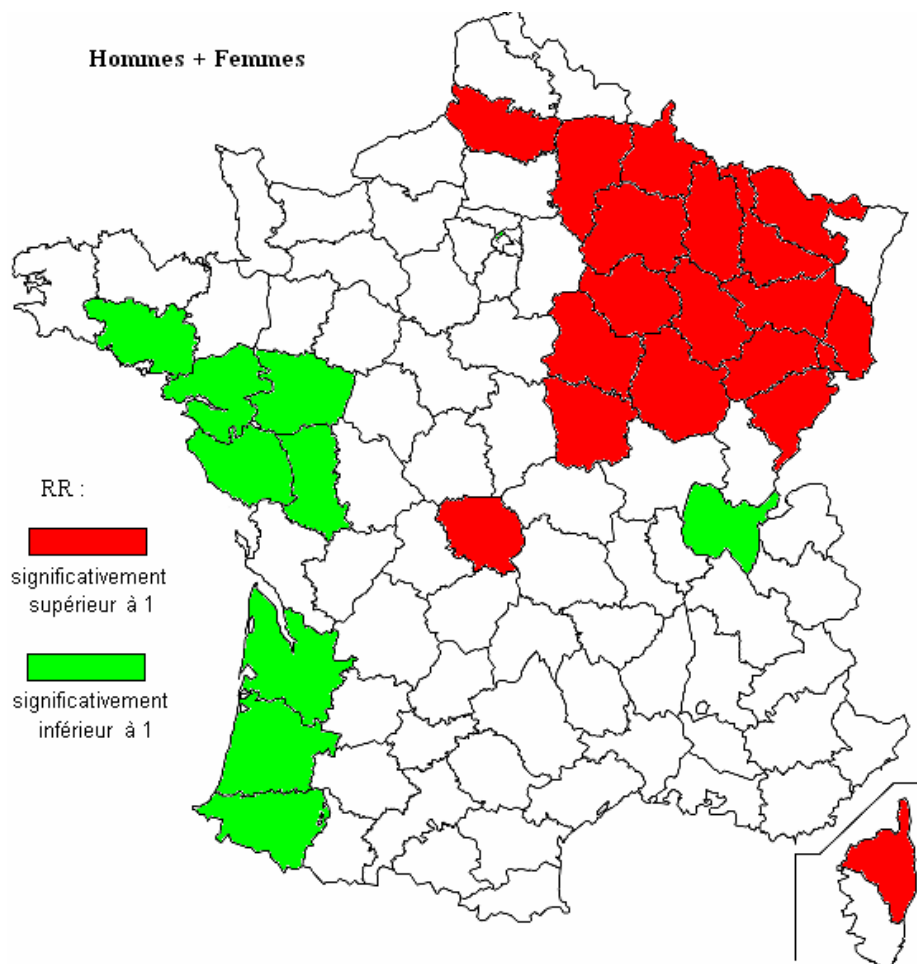 Hommes + Femmes
RR :
significativement
supérieur à 1
significativement
inférieur à 1